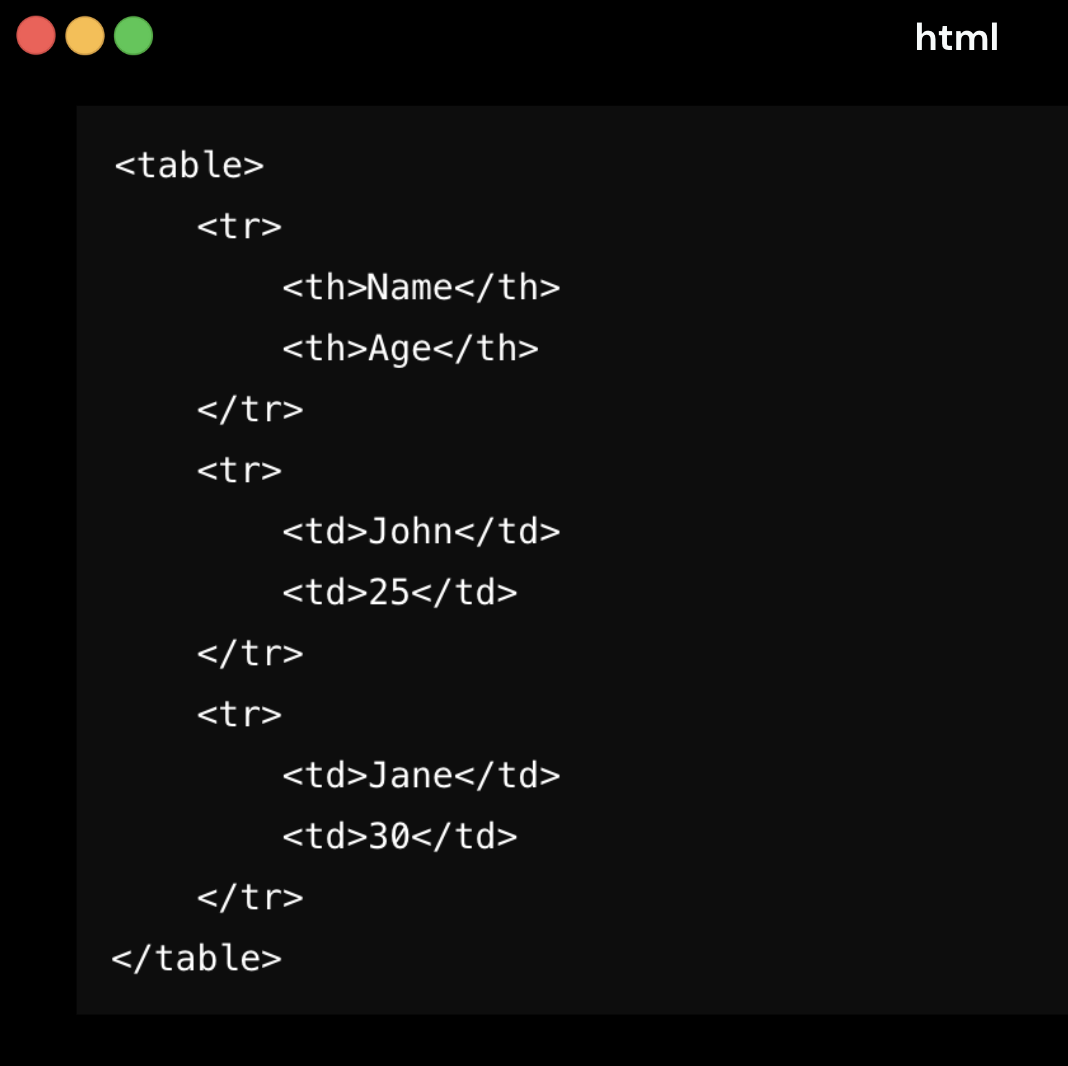 html
<table>
<tr>
<th>Name</th>
<th>Age</th>
</tr>
<tr>
<td>John</td>
<td>25</td>
</tr>
<tr>
<td>Jane</td>
<td>30</td>
</tr>
</table>